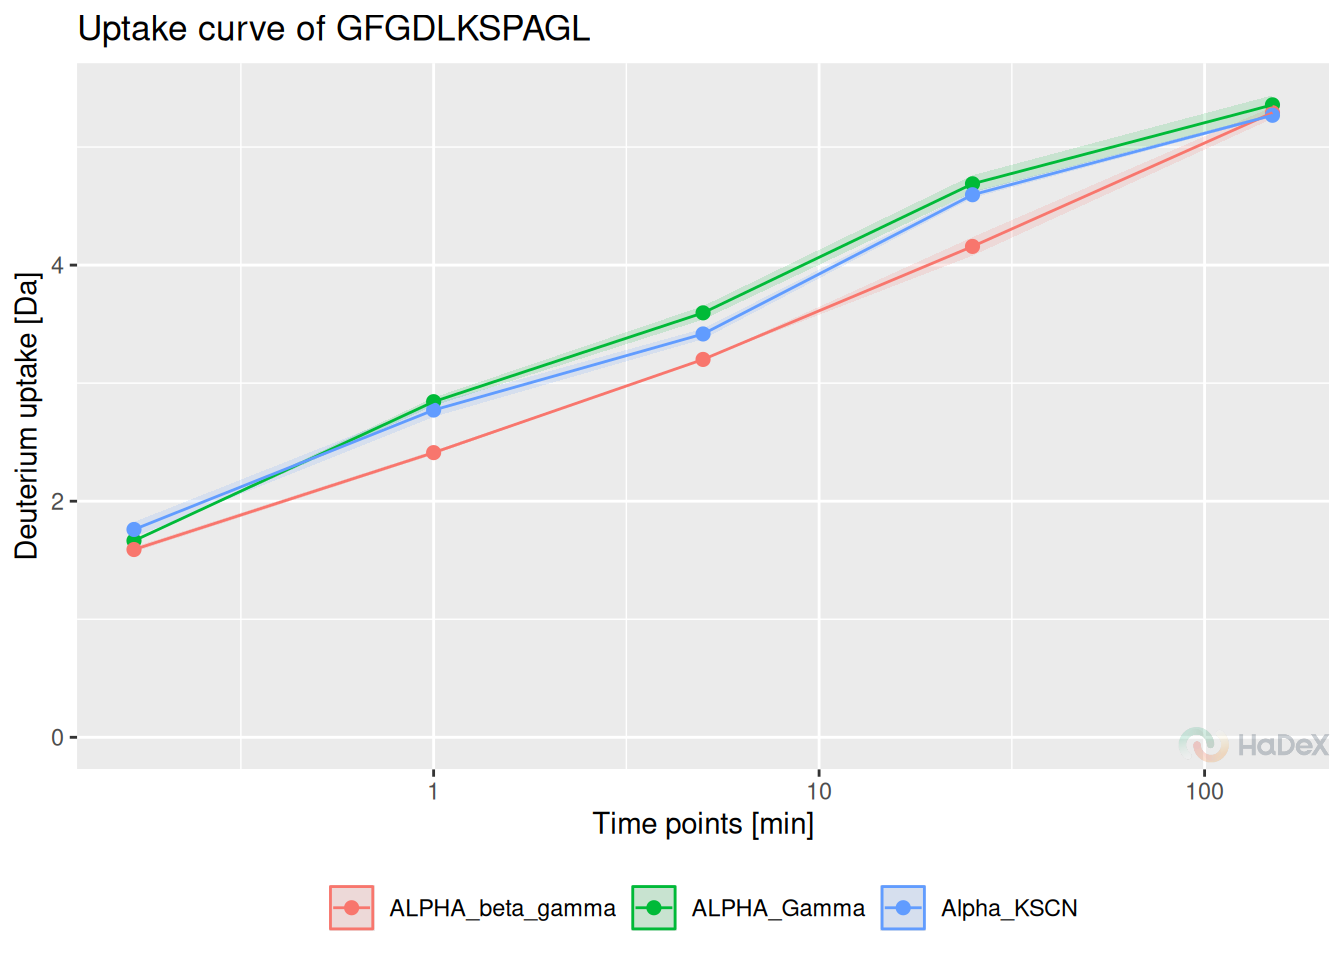 Uptake curve of GFGDLKSPAGL
Deuterium uptake [Da]
4
2
0
HaDeX
1 10 100
Time points [min]
ALPHA_beta_gamma ALPHA_Gamma Alpha_KSCN